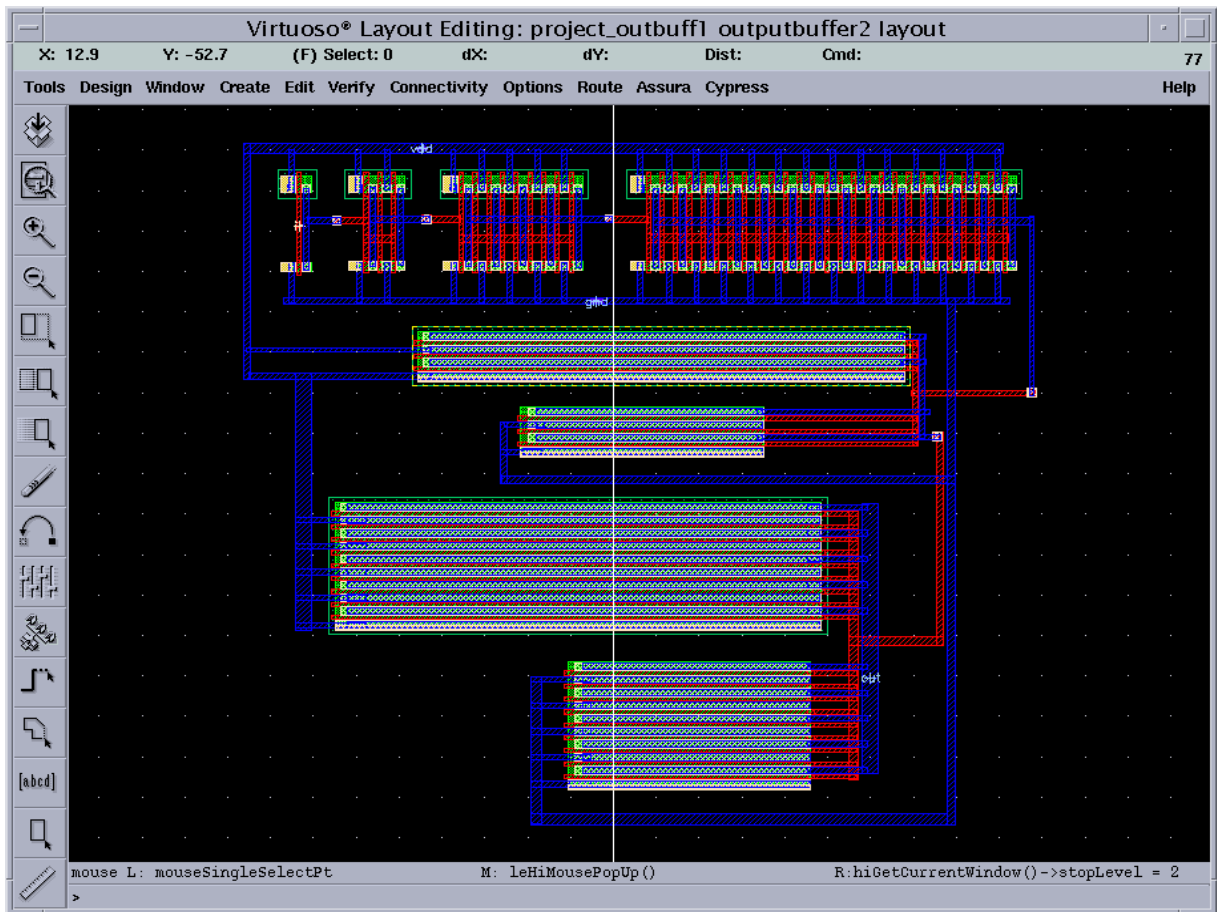 Virtuoso® Layout Editing: project_outbuff1 outputbuffer2 layout
X: 12.9 Y: -52.7 (F) Select: 0 dX: dY: Dist: Cmd: 77
Tools Design Window Create Edit Verify Connectivity Options Route Assura Cypress Help
vdd
gnd
out
[abcd]
mouse L: mouseSingleSelectPt M: leHiMousePopUp() R:hiGetCurrentWindow()->stopLevel = 2
>